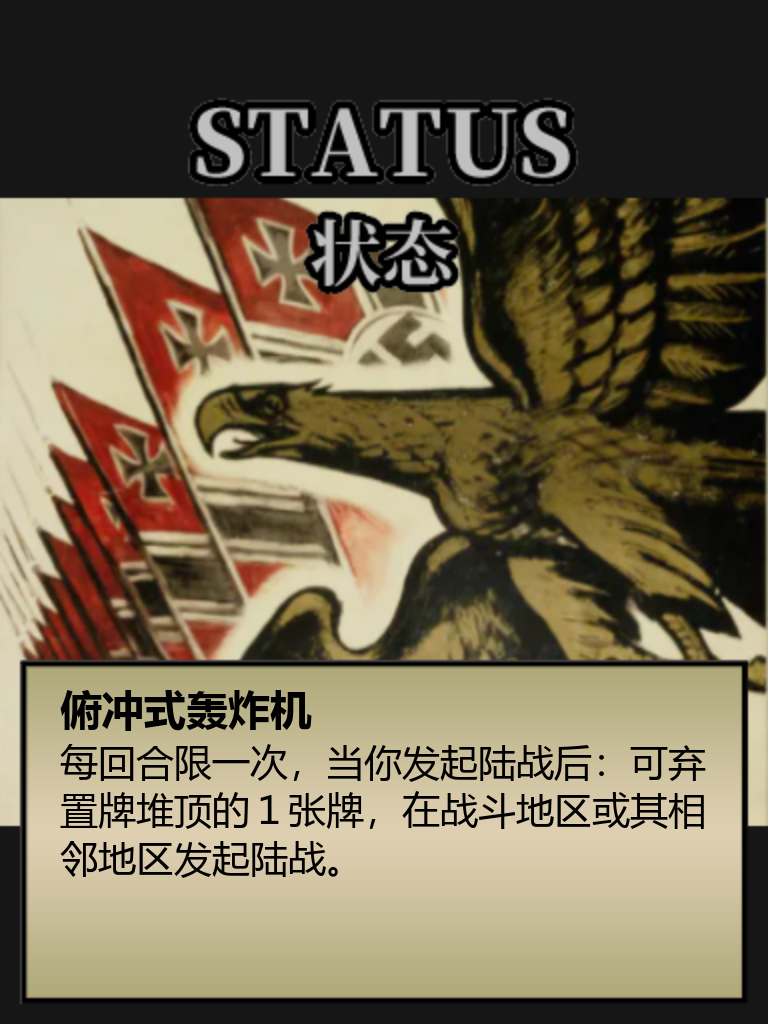 STATUS
状态
俯冲式轰炸机
每回合限一次，当你发起陆战后：可弃
置牌堆顶的1张牌，在战斗地区或其相
邻地区发起陆战。